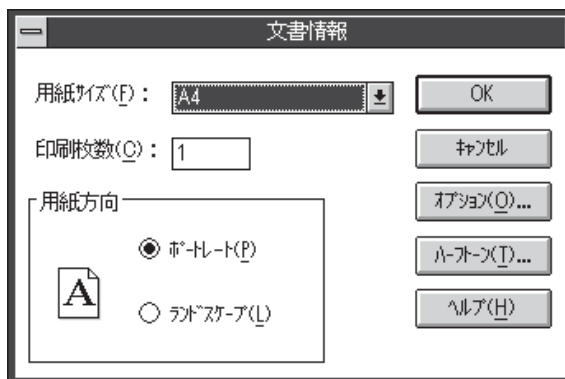 文書情報
用紙ｻｲｽﾞ(F)： A4
印刷枚数(C)： 1
用紙方向
ﾎﾟｰﾄﾚｰﾄ(P)
A
ﾗﾝﾄﾞｽｹｰﾌﾟ(L)
OK
ｷｬﾝｾﾙ
ｵﾌﾟｼｮﾝ(O)...
ﾊｰﾌﾄｰﾝ(T)...
ﾍﾙﾌﾟ(H)